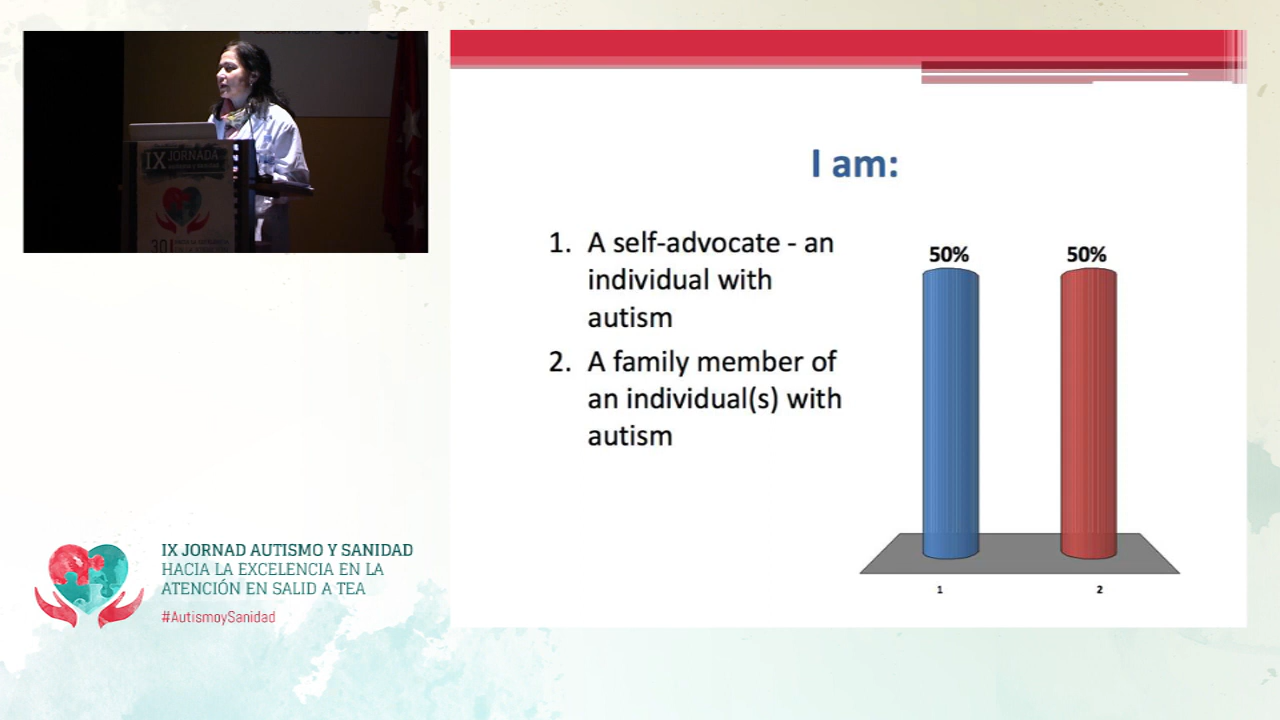 IX JORNADA
I am:
1. A self-advocate - an
individual with
autism
2. A family member of
an individual(s) with
autism
50%
50%
1
2
IX JORNAD AUTISMO Y SANIDAD
HACIA LA EXCELENCIA EN LA
ATENCIÓN EN SALID A TEA
#AutismoySanidad